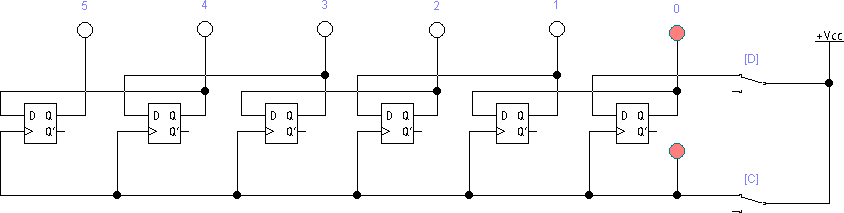 5 4 3 2 1 0
+Vcc
[D]
D Q D Q D Q D Q D Q D Q
Q' Q' Q' Q' Q' Q'
[C]